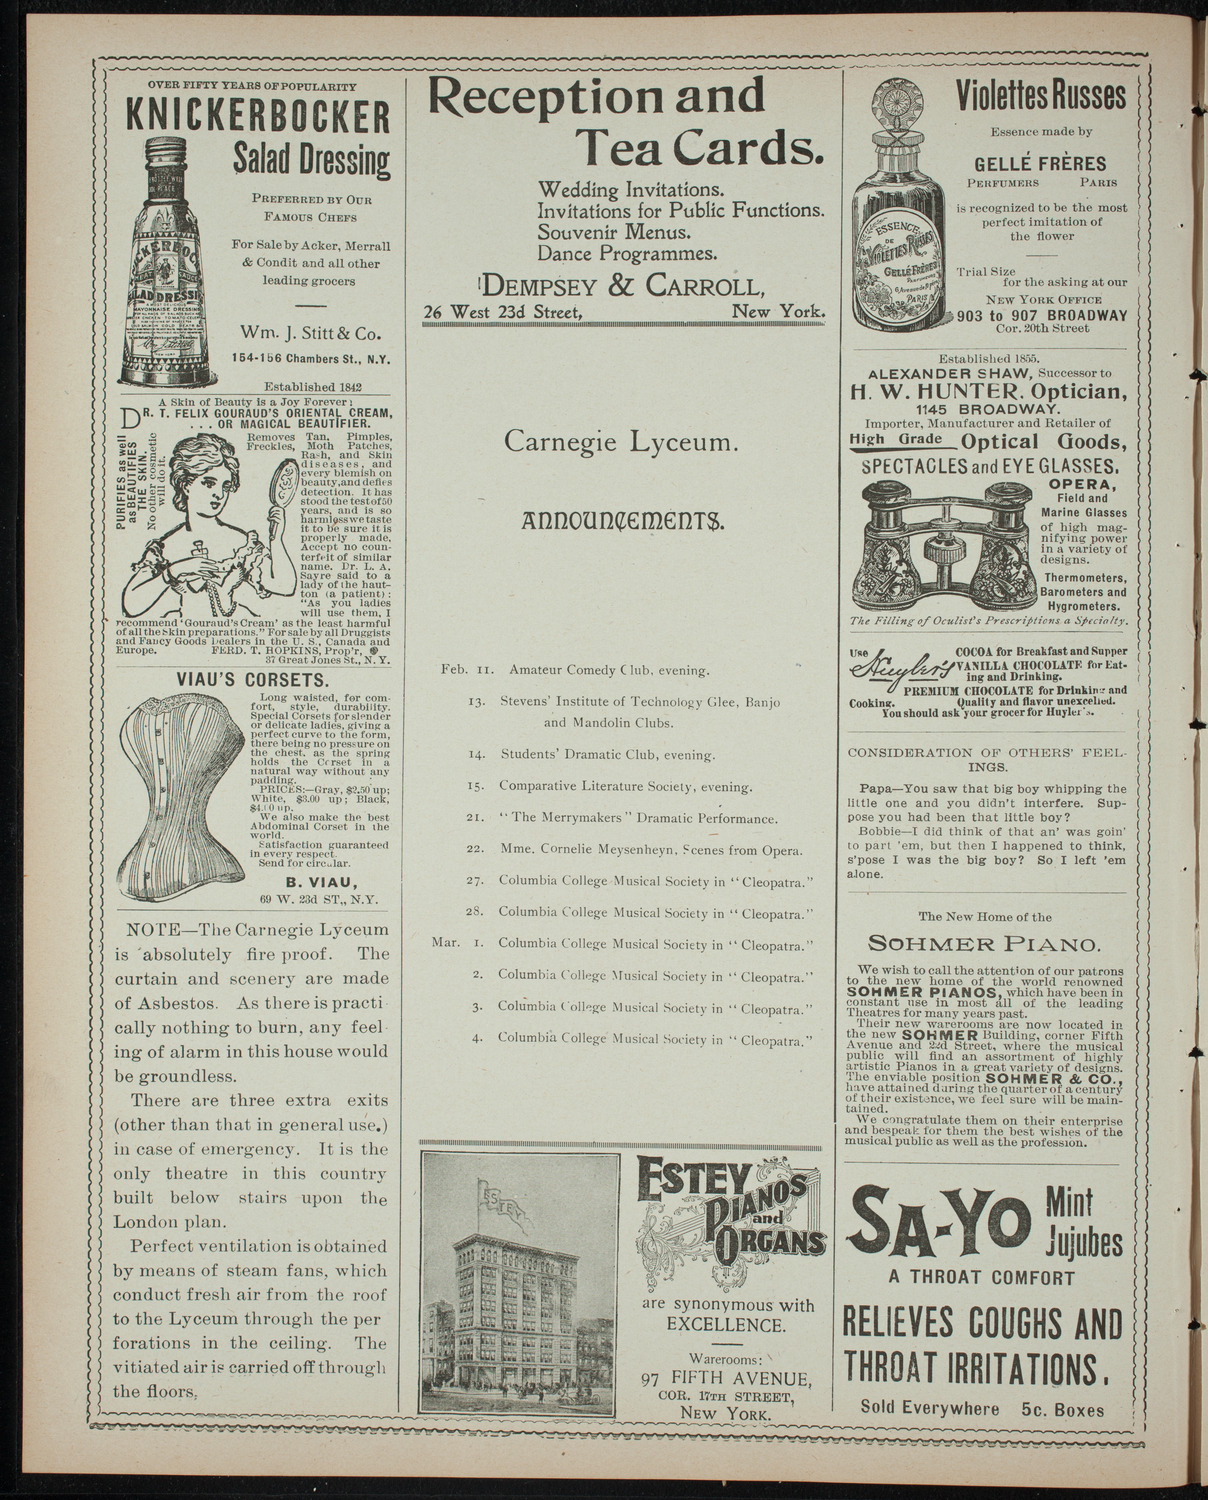 OVER FIFTY YEARS OF POPULARITY
KNICKERBOCKER
Salad Dressing
PREFERRED BY OUR
FAMOUS CHEFS
For Sale by Acker, Merrall
& Condit and all other
leading grocers
Wm. J. Stitt & Co.
154-156 Chambers St., N.Y.
Established 1842
A Skin of Beauty is a Joy Forever:
DR. T. FELIX GOURAUD'S ORIENTAL CREAM,
... OR MAGICAL BEAUTIFIER.
PURIFIES as well
as BEAUTIFIES
THE SKIN.
No other cosmetic
will do it.
Removes Tan, Pimples,
Freckles, Moth Patches,
Rash, and Skin
diseases, and
every blemish on
beauty, and defies
detection. It has
stood the test of 50
years, and is so
harmless we taste
it to be sure it is
properly made.
Accept no coun-
terfeit of similar
name. Dr. L. A.
Sayre said to a
lady of the haut-
ton (a patient):
"As you ladies
will use them, I
recommend 'Gouraud's Cream' as the least harmful
of all the skin preparations." For sale by all Druggists
and Fancy Goods Dealers in the U. S., Canada and
Europe. FERD. T. HOPKINS, Prop'r,
37 Great Jones St., N. Y.
VIAU'S CORSETS.
Long waisted, for com-
fort, style, durability.
Special Corsets for slender
or delicate ladies, giving a
perfect curve to the form,
there being no pressure on
the chest, as the spring
holds the Corset in a
natural way without any
padding.
PRICES:—Gray, $2.50 up;
White, $3.00 up; Black,
$4.00 up.
We also make the best
Abdominal Corset in the
world.
Satisfaction guaranteed
in every respect.
Send for circular.
B. VIAU,
69 W. 23d ST., N.Y.
NOTE—The Carnegie Lyceum
is absolutely fire proof. The
curtain and scenery are made
of Asbestos. As there is practi
cally nothing to burn, any feel
ing of alarm in this house would
be groundless.
There are three extra exits
(other than that in general use.)
in case of emergency. It is the
only theatre in this country
built below stairs upon the
London plan.
Perfect ventilation is obtained
by means of steam fans, which
conduct fresh air from the roof
to the Lyceum through the per
forations in the ceiling. The
vitiated air is carried off through
the floors.
Reception and
Tea Cards.
Wedding Invitations.
Invitations for Public Functions.
Souvenir Menus.
Dance Programmes.
DEMPSEY & CARROLL,
26 West 23d Street, New York.
Carnegie Lyceum.
ANNOUNCEMENTS.
Feb. 11. Amateur Comedy Club, evening.
13. Stevens' Institute of Technology Glee, Banjo
and Mandolin Clubs.
14. Students' Dramatic Club, evening.
15. Comparative Literature Society, evening.
21. "The Merrymakers" Dramatic Performance.
22. Mme. Cornelie Meysenheyn, Scenes from Opera.
27. Columbia College Musical Society in "Cleopatra."
28. Columbia College Musical Society in "Cleopatra."
Mar. 1. Columbia College Musical Society in "Cleopatra."
2. Columbia College Musical Society in "Cleopatra."
3. Columbia College Musical Society in "Cleopatra."
4. Columbia College Musical Society in "Cleopatra."
ESTEY
ESTEY
PIANOS
and
ORGANS
are synonymous with
EXCELLENCE.
Warerooms:
97 FIFTH AVENUE,
COR. 17TH STREET,
NEW YORK.
Violettes Russes
Essence made by
GELLÉ FRÈRES
PERFUMERS PARIS
is recognized to be the most
perfect imitation of
the flower
Trial Size
for the asking at our
NEW YORK OFFICE
903 to 907 BROADWAY
Cor. 20th Street
ESSENCE
DE
Violettes Russes
GELLÉ FRÈRES
PARIS
Established 1855.
ALEXANDER SHAW, Successor to
H. W. HUNTER, Optician,
1145 BROADWAY.
Importer, Manufacturer and Retailer of
High Grade Optical Goods,
SPECTACLES and EYE GLASSES,
OPERA,
Field and
Marine Glasses
of high mag-
nifying power
in a variety of
designs.
Thermometers,
Barometers and
Hygrometers.
The Filling of Oculist's Prescriptions a Specialty.
Use Huyler's COCOA for Breakfast and Supper
VANILLA CHOCOLATE for Eat-
ing and Drinking.
PREMIUM CHOCOLATE for Drinking and
Cooking. Quality and flavor unexcelled.
You should ask your grocer for Huyler's.
CONSIDERATION OF OTHERS' FEEL-
INGS.
Papa—You saw that big boy whipping the
little one and you didn't interfere. Sup-
pose you had been that little boy?
Bobbie—I did think of that an' was goin'
to part 'em, but then I happened to think,
s'pose I was the big boy? So I left 'em
alone.
The New Home of the
SOHMER PIANO.
We wish to call the attention of our patrons
to the new home of the world renowned
SOHMER PIANOS, which have been in
constant use in most all of the leading
Theatres for many years past.
Their new warerooms are now located in
the new SOHMER Building, corner Fifth
Avenue and 22d Street, where the musical
public will find an assortment of highly
artistic Pianos in a great variety of designs.
The enviable position SOHMER & CO.,
have attained during the quarter of a century
of their existence, we feel sure will be main-
tained.
We congratulate them on their enterprise
and bespeak for them the best wishes of the
musical public as well as the profession.
SA-YO Mint
Jujubes
A THROAT COMFORT
RELIEVES COUGHS AND
THROAT IRRITATIONS.
Sold Everywhere 5c. Boxes